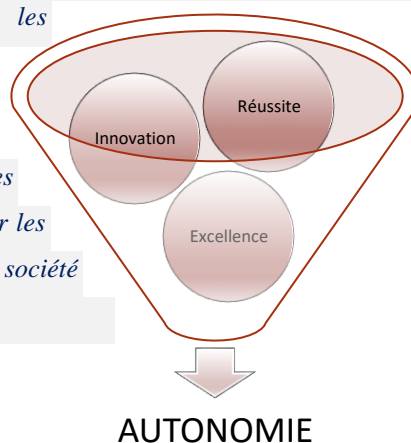 les
Réussite
Innovation
es
r les
Excellence
société
AUTONOMIE